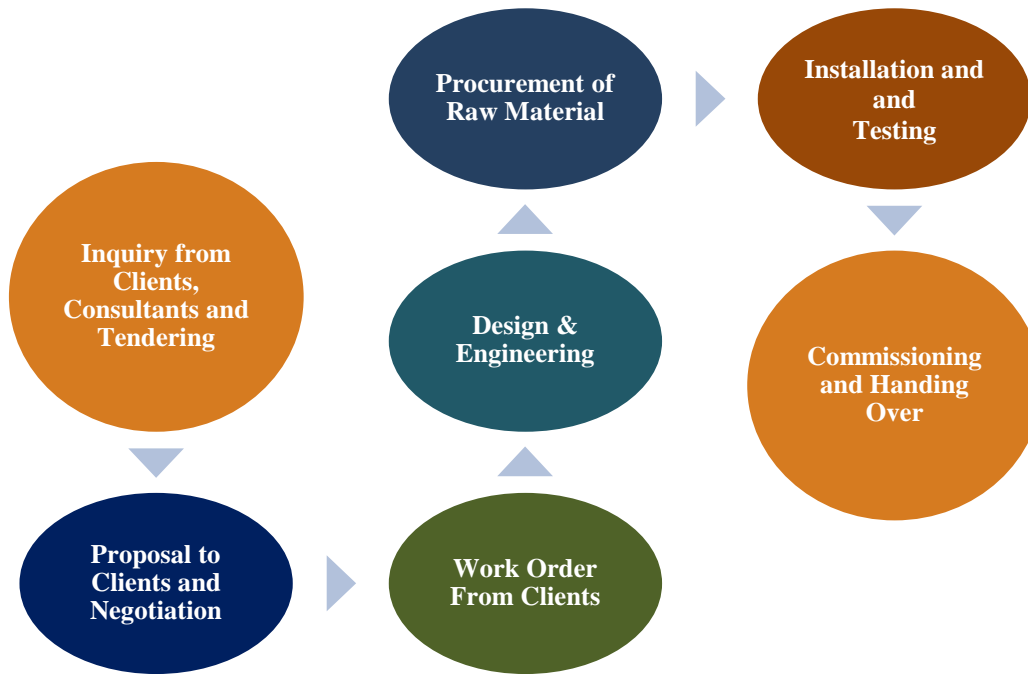 Inquiry from
Clients,
Consultants and
Tendering
Proposal to
Clients and
Negotiation
Work Order
From Clients
Design &
Engineering
Procurement of
Raw Material
Installation and
and
Testing
Commissioning
and Handing
Over